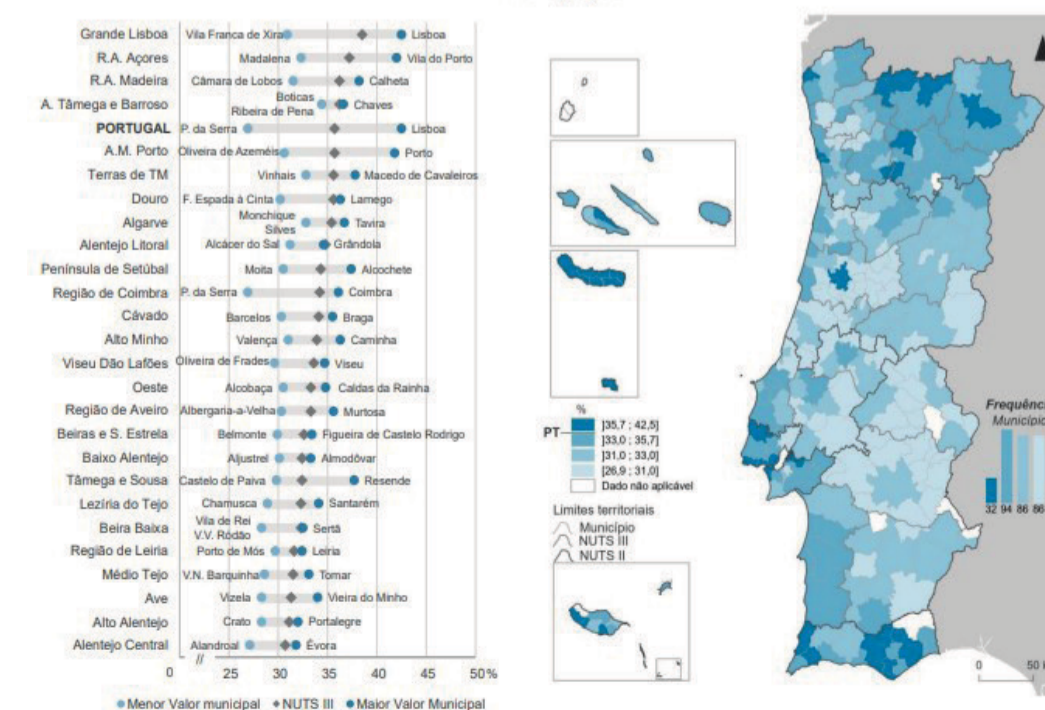 Grande Lisboa Vila Franca de Xira Lisboa
R.A. Açores Madalena Vila do Porto
R.A. Madeira Câmara de Lobos Calheta
A. Tâmega e Barroso Boticas Ribeira de Pena Chaves
PORTUGAL P. da Serra Lisboa
A.M. Porto Oliveira de Azeméis Porto
Terras de TM Vinhais Macedo de Cavaleiros
Douro F. Espada à Cinta Lamego
Algarve Monchique Silves Tavira
Alentejo Litoral Alcácer do Sal Grândola
Península de Setúbal Moita Alcochete
Região de Coimbra P. da Serra Coimbra
Cávado Barcelos Braga
Alto Minho Valença Caminha
Viseu Dão Lafões Oliveira de Frades Viseu
Oeste Alcobaça Caldas da Rainha
Região de Aveiro Albergaria-a-Velha Murtosa
Beiras e S. Estrela Belmonte Figueira de Castelo Rodrigo
Baixo Alentejo Aljustrel Almodôvar
Tâmega e Sousa Castelo de Paiva Resende
Lezíria do Tejo Chamusca Santarém
Beira Baixa Vila de Rei V.V. Ródão Sertã
Região de Leiria Porto de Mós Leiria
Médio Tejo V.N. Barquinha Tomar
Ave Vizela Vieira do Minho
Alto Alentejo Crato Portalegre
Alentejo Central Alandroal Évora
0 // 25 30 35 40 45 50%
Menor Valor municipal NUTS III Maior Valor Municipal
%
PT
]35,7 ; 42,5]
]33,0 ; 35,7]
]31,0 ; 33,0]
[26,9 ; 31,0]
Dado não aplicável
Limites territoriais
Município
NUTS III
NUTS II
Frequênc
Município
32 94 86 86
0 50